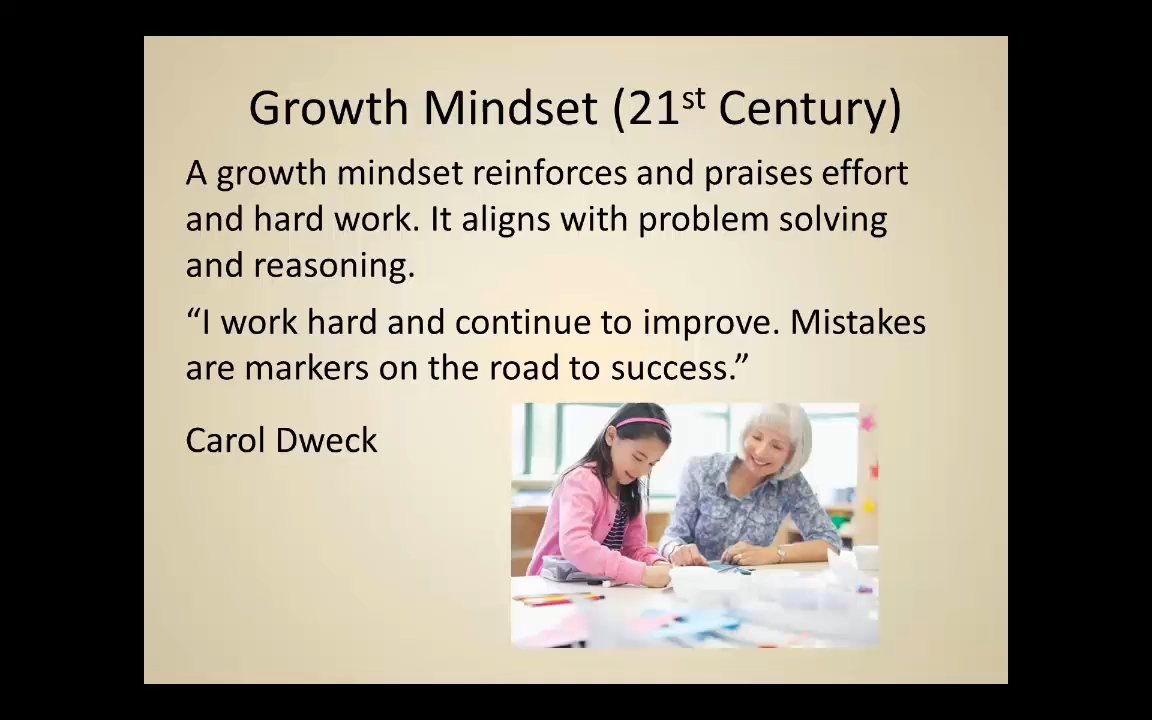 Growth Mindset (21st Century)
A growth mindset reinforces and praises effort
and hard work. It aligns with problem solving
and reasoning.
“I work hard and continue to improve. Mistakes
are markers on the road to success.”
Carol Dweck